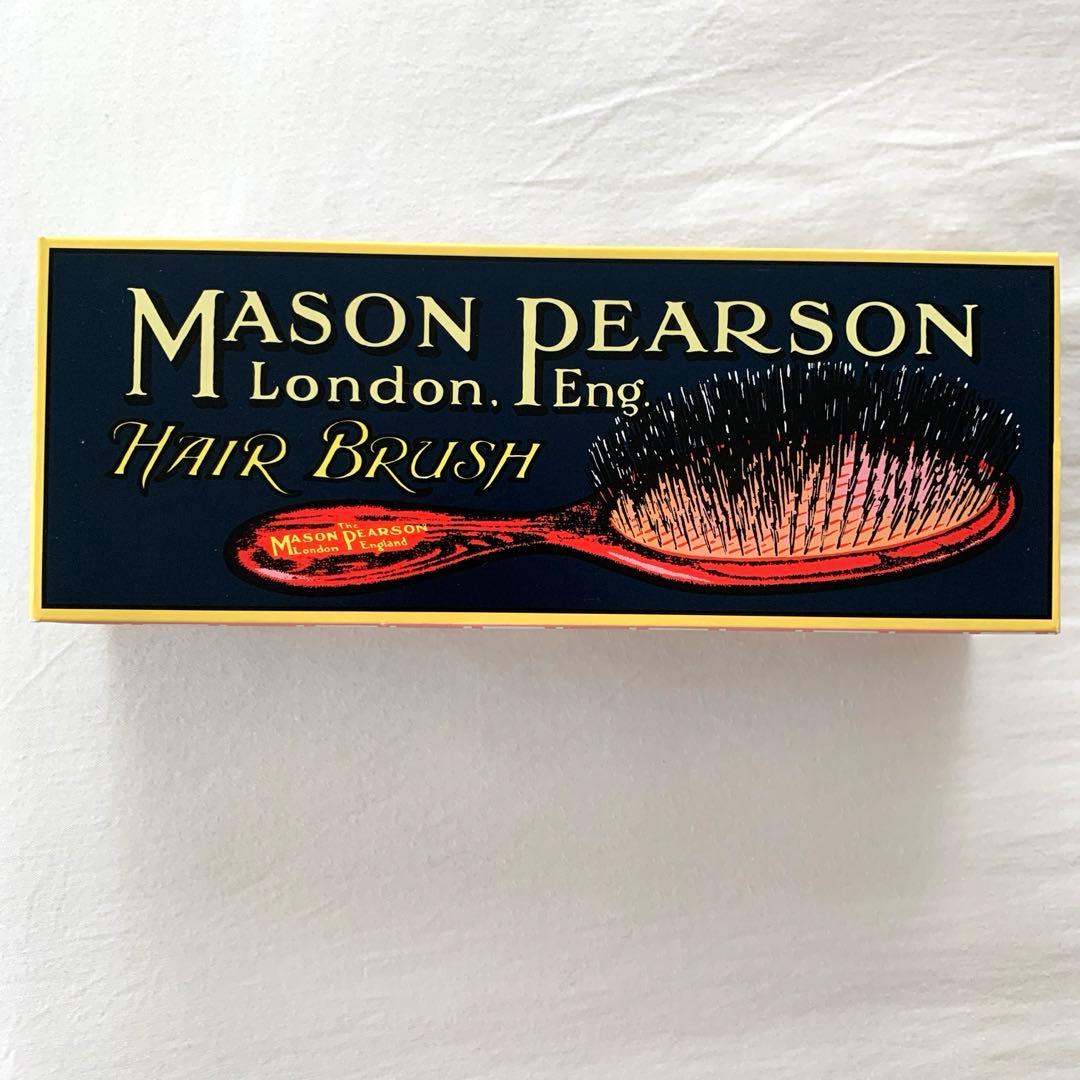 MASON PEARSON
London, Eng.
HAIR BRUSH
The
MASON PEARSON
London England